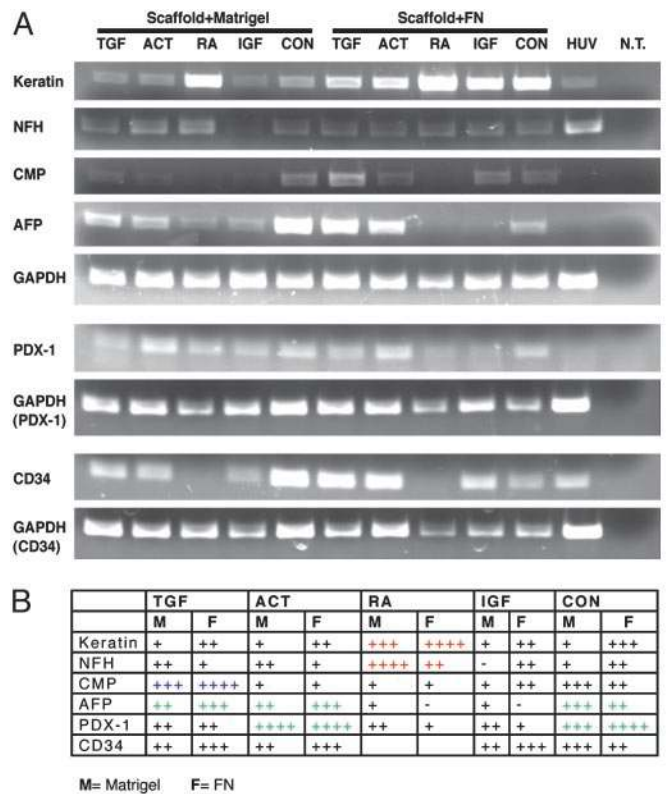 A
Scaffold+Matrigel Scaffold+FN
TGF ACT RA IGF CON TGF ACT RA IGF CON HUV N.T.
Keratin
NFH
CMP
AFP
GAPDH
PDX-1
GAPDH
(PDX-1)
CD34
GAPDH
(CD34)
B
TGF ACT RA IGF CON
M F M F M F M F M F
Keratin + ++ + ++ +++ ++++ + ++ + +++
NFH ++ + ++ + ++++ ++ - ++ + ++
CMP +++ ++++ + + + + + ++ +++ ++
AFP ++ +++ ++ +++ + - + - +++ ++
PDX-1 ++ ++ ++++ ++++ ++ + ++ + +++ ++++
CD34 ++ +++ ++ +++ ++ +++ +++ ++
M= Matrigel F= FN